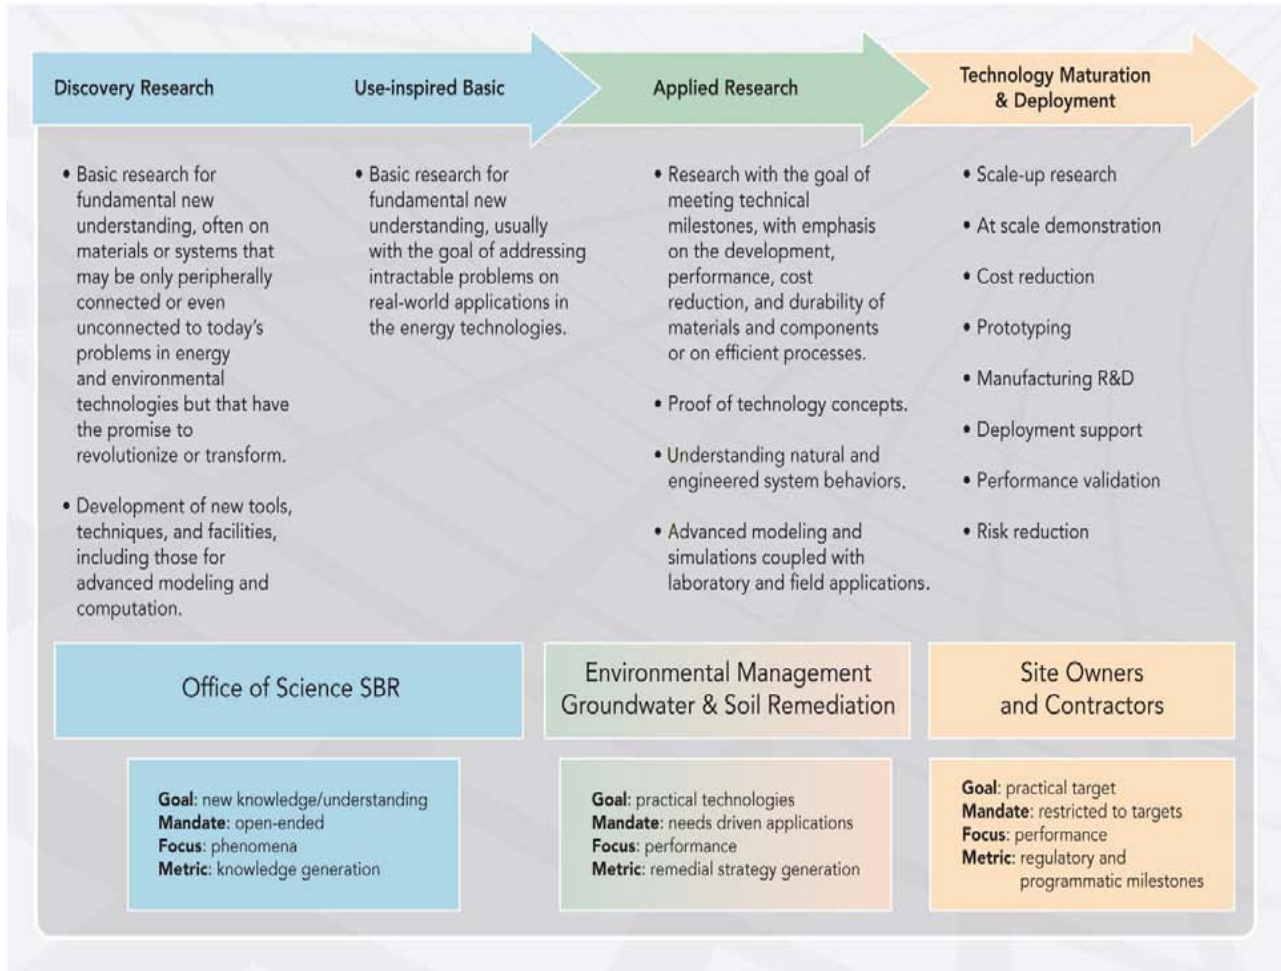 Discovery Research
Use-inspired Basic
Applied Research
Technology Maturation
& Deployment
• Basic research for
fundamental new
understanding, often on
materials or systems that
may be only peripherally
connected or even
unconnected to today's
problems in energy
and environmental
technologies but that have
the promise to
revolutionize or transform.
• Development of new tools,
techniques, and facilities,
including those for
advanced modeling and
computation.
• Basic research for
fundamental new
understanding, usually
with the goal of addressing
intractable problems on
real-world applications in
the energy technologies.
• Research with the goal of
meeting technical
milestones, with emphasis
on the development,
performance, cost
reduction, and durability of
materials and components
or on efficient processes.
• Proof of technology concepts.
• Understanding natural and
engineered system behaviors.
• Advanced modeling and
simulations coupled with
laboratory and field applications.
• Scale-up research
• At scale demonstration
• Cost reduction
• Prototyping
• Manufacturing R&D
• Deployment support
• Performance validation
• Risk reduction
Office of Science SBR
Environmental Management
Groundwater & Soil Remediation
Site Owners
and Contractors
Goal: new knowledge/understanding
Mandate: open-ended
Focus: phenomena
Metric: knowledge generation
Goal: practical technologies
Mandate: needs driven applications
Focus: performance
Metric: remedial strategy generation
Goal: practical target
Mandate: restricted to targets
Focus: performance
Metric: regulatory and
programmatic milestones